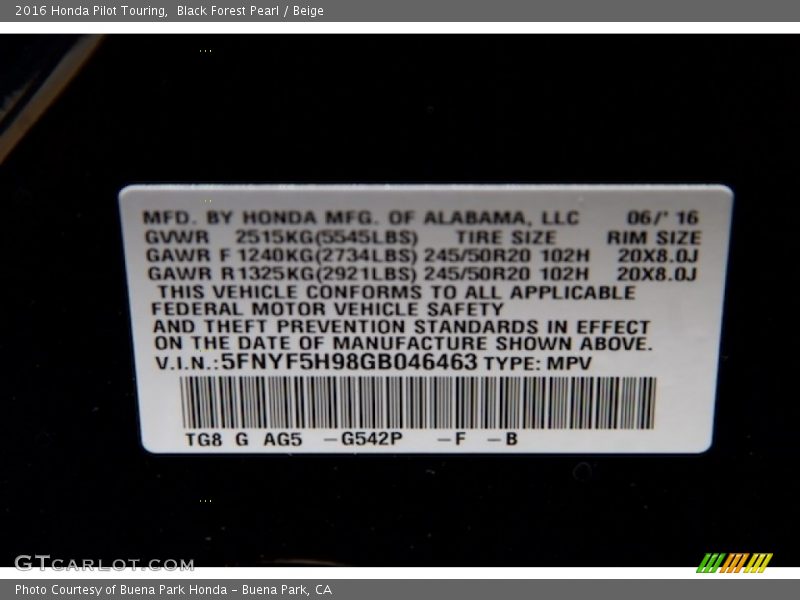 2016 Honda Pilot Touring,  Black Forest Pearl / Beige
MFD. BY HONDA MFG. OF ALABAMA, LLC 06/' 16
GVWR 2515KG(5545LBS) TIRE SIZE RIM SIZE
GAWR F 1240KG(2734LBS) 245/50R20 102H 20X8.0J
GAWR R 1325KG(2921LBS) 245/50R20 102H 20X8.0J
THIS VEHICLE CONFORMS TO ALL APPLICABLE
FEDERAL MOTOR VEHICLE SAFETY
AND THEFT PREVENTION STANDARDS IN EFFECT
ON THE DATE OF MANUFACTURE SHOWN ABOVE.
V.I.N.:5FNYF5H98GB046463 TYPE: MPV
TG8 G AG5 –G542P –F –B
GTCARLOT.COM
Photo Courtesy of Buena Park Honda – Buena Park, CA